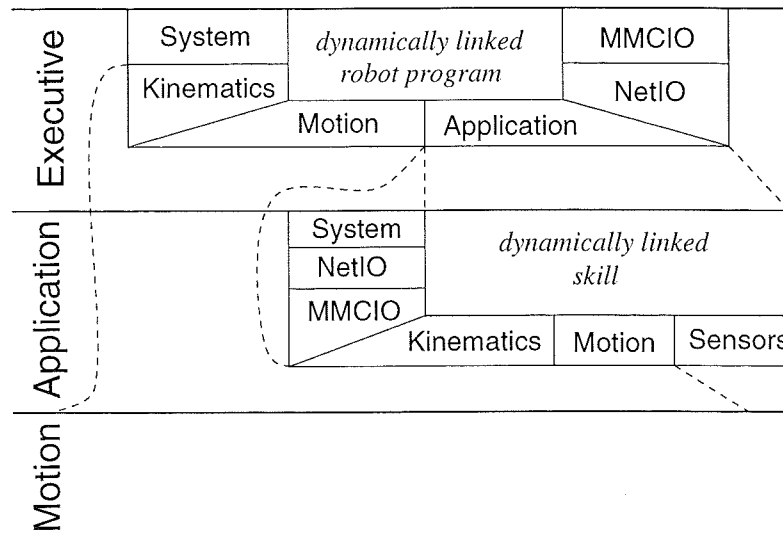 Executive
System
dynamically linked
robot program
MMCIO
Kinematics
NetIO
Motion
Application
Application
System
NetIO
MMCIO
dynamically linked
skill
Kinematics
Motion
Sensors
Motion